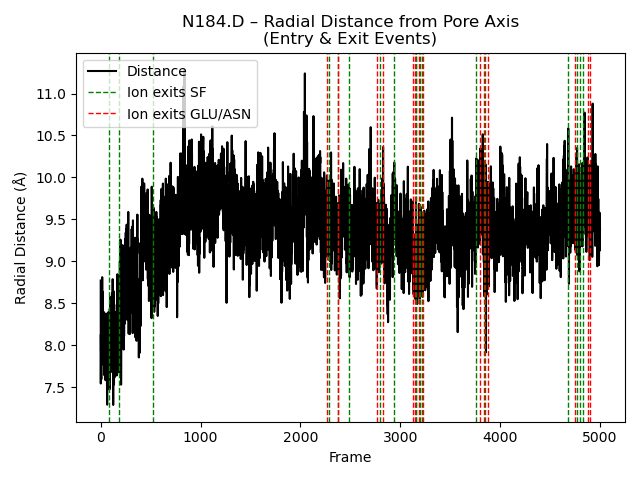 N184.D – Radial Distance from Pore Axis
(Entry & Exit Events)
Distance
Ion exits SF
Ion exits GLU/ASN
11.0
10.5
10.0
9.5
9.0
8.5
8.0
7.5
Radial Distance (Å)
0 1000 2000 3000 4000 5000
Frame